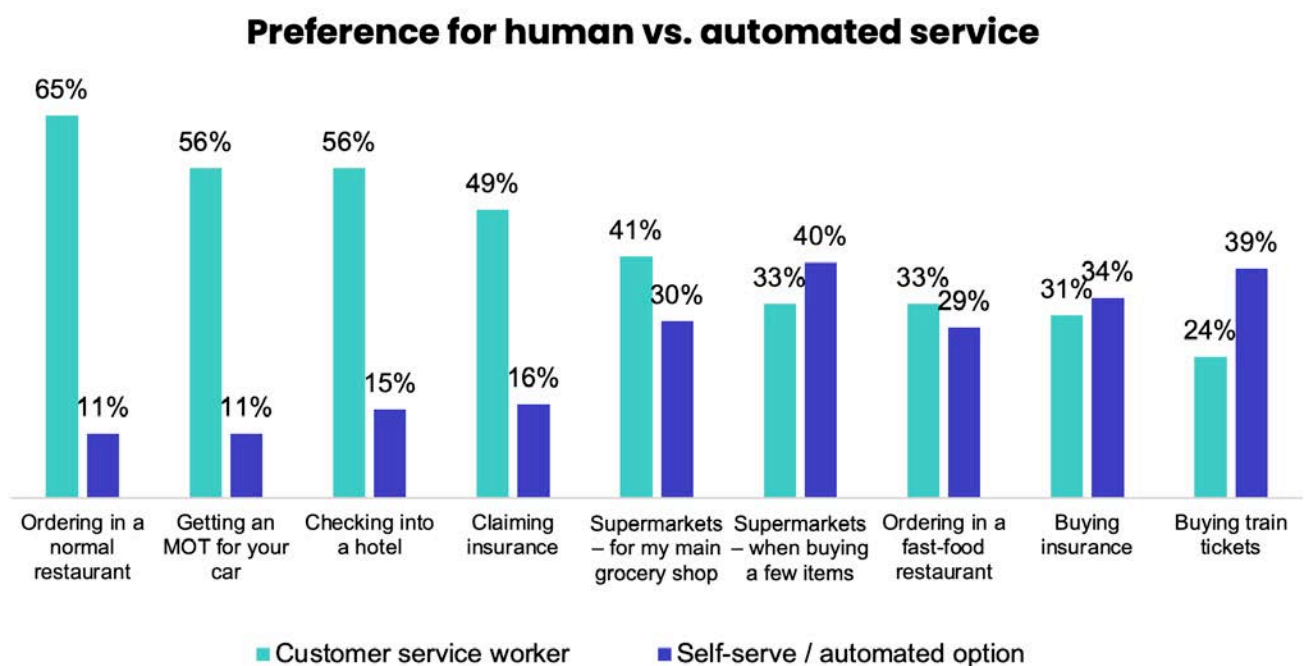 Preference for human vs. automated service
65%
11%
56%
11%
56%
15%
49%
16%
41%
30%
33%
40%
33%
29%
31%
34%
24%
39%
Ordering in a
normal
restaurant
Getting an
MOT for your
car
Checking into
a hotel
Claiming
insurance
Supermarkets
– for my main
grocery shop
Supermarkets
– when buying
a few items
Ordering in a
fast-food
restaurant
Buying
insurance
Buying train
tickets
Customer service worker
Self-serve / automated option